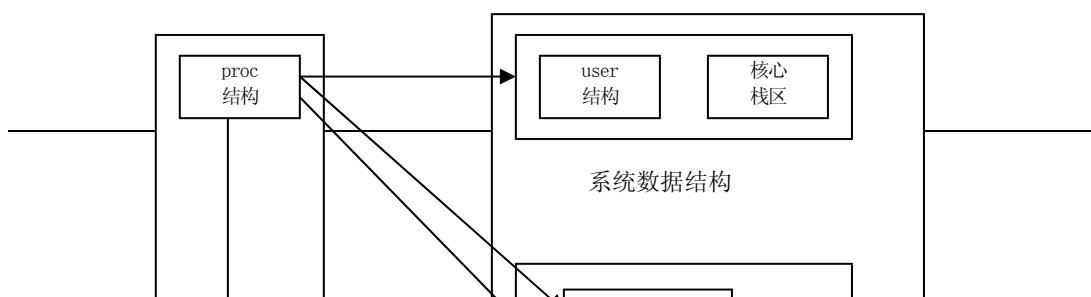 proc
结构
user
结构
核心
栈区
系统数据结构